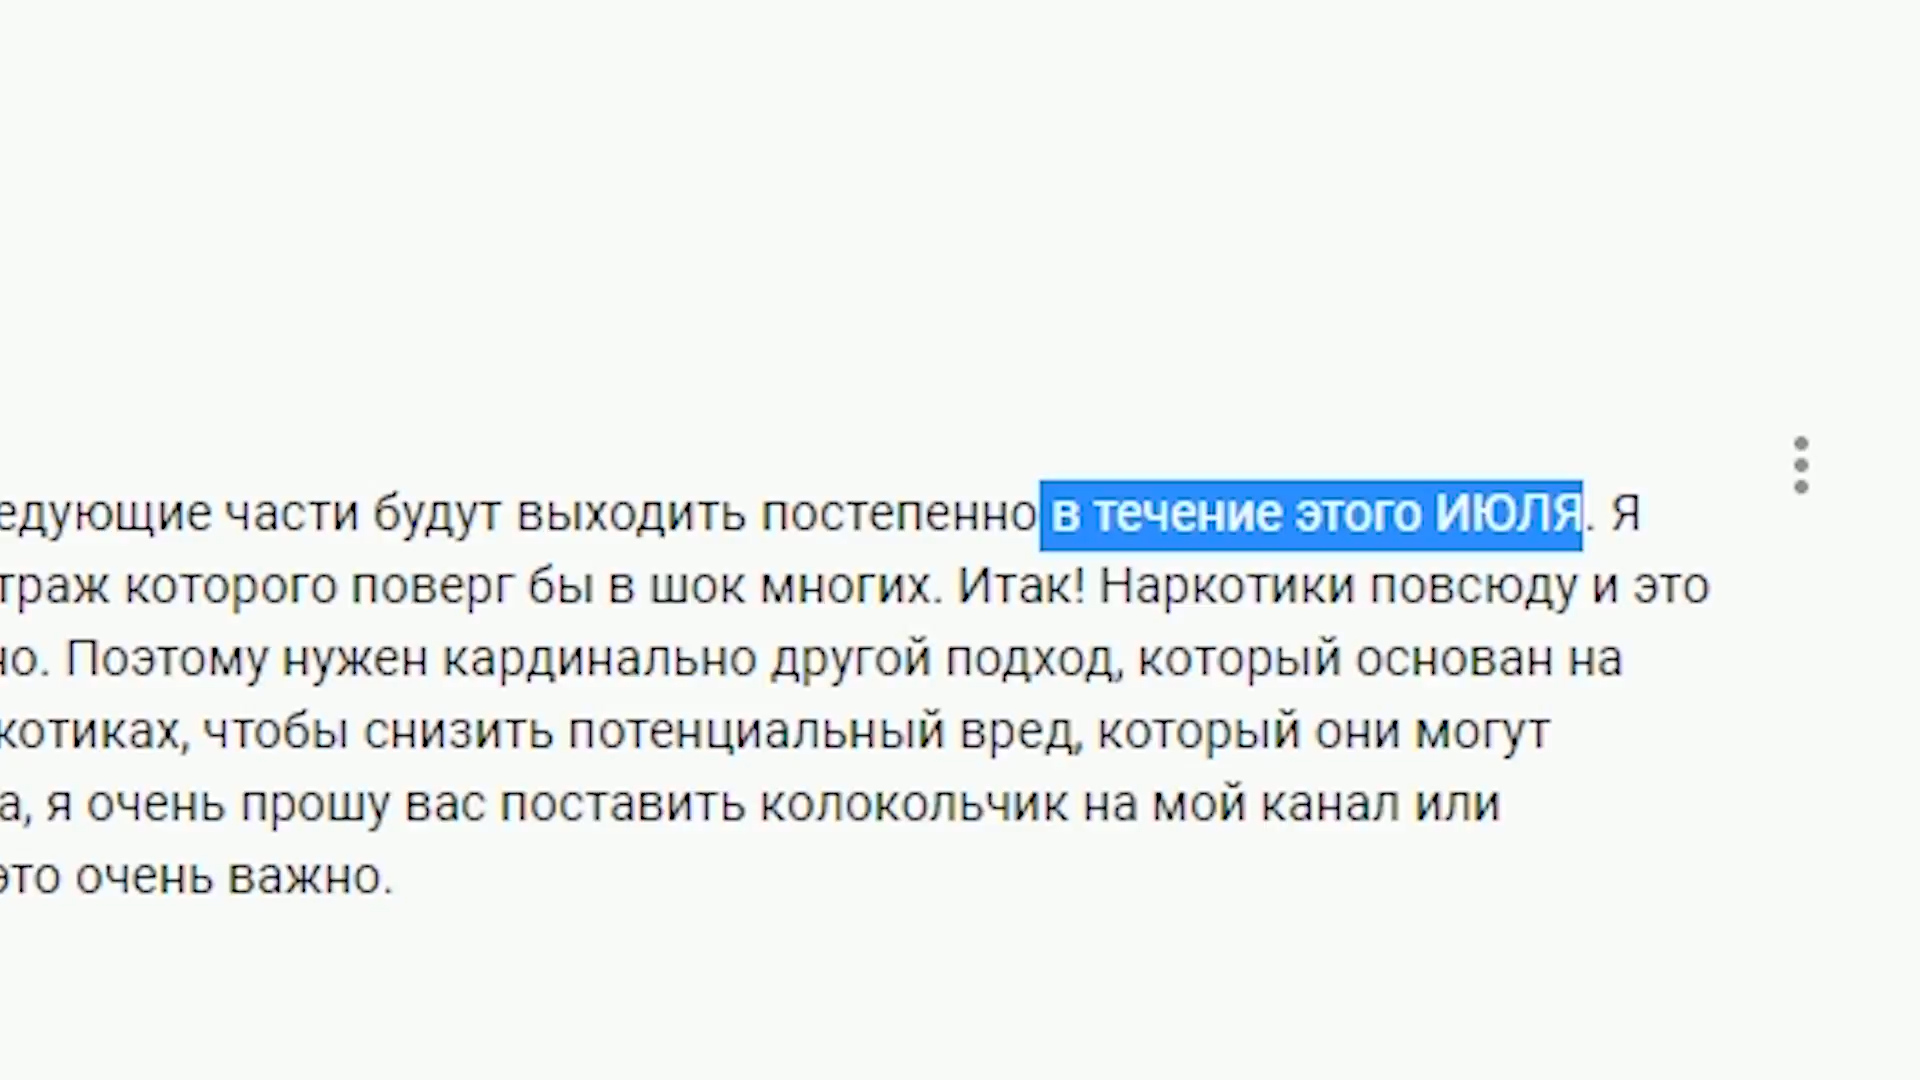 едующие части будут выходить постепенно в течение этого ИЮЛЯ. Я
траж которого поверг бы в шок многих. Итак! Наркотики повсюду и это
но. Поэтому нужен кардинально другой подход, который основан на
котиках, чтобы снизить потенциальный вред, который они могут
а, я очень прошу вас поставить колокольчик на мой канал или
это очень важно.